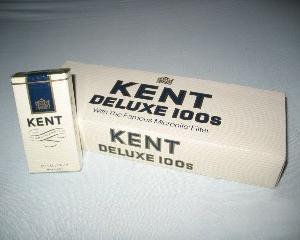 KENT
KENT
DELUXE 100S
With The Famous Micronite Filter
KENT
DELUXE 100S